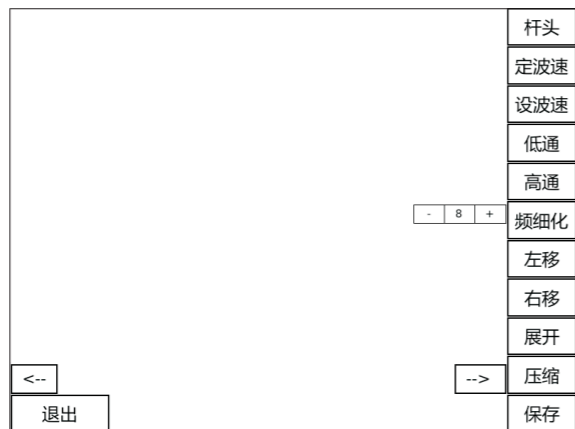 杆头
定波速
设波速
低通
高通
- 8 +
频细化
左移
右移
展开
<-- --> 压缩
退出 保存